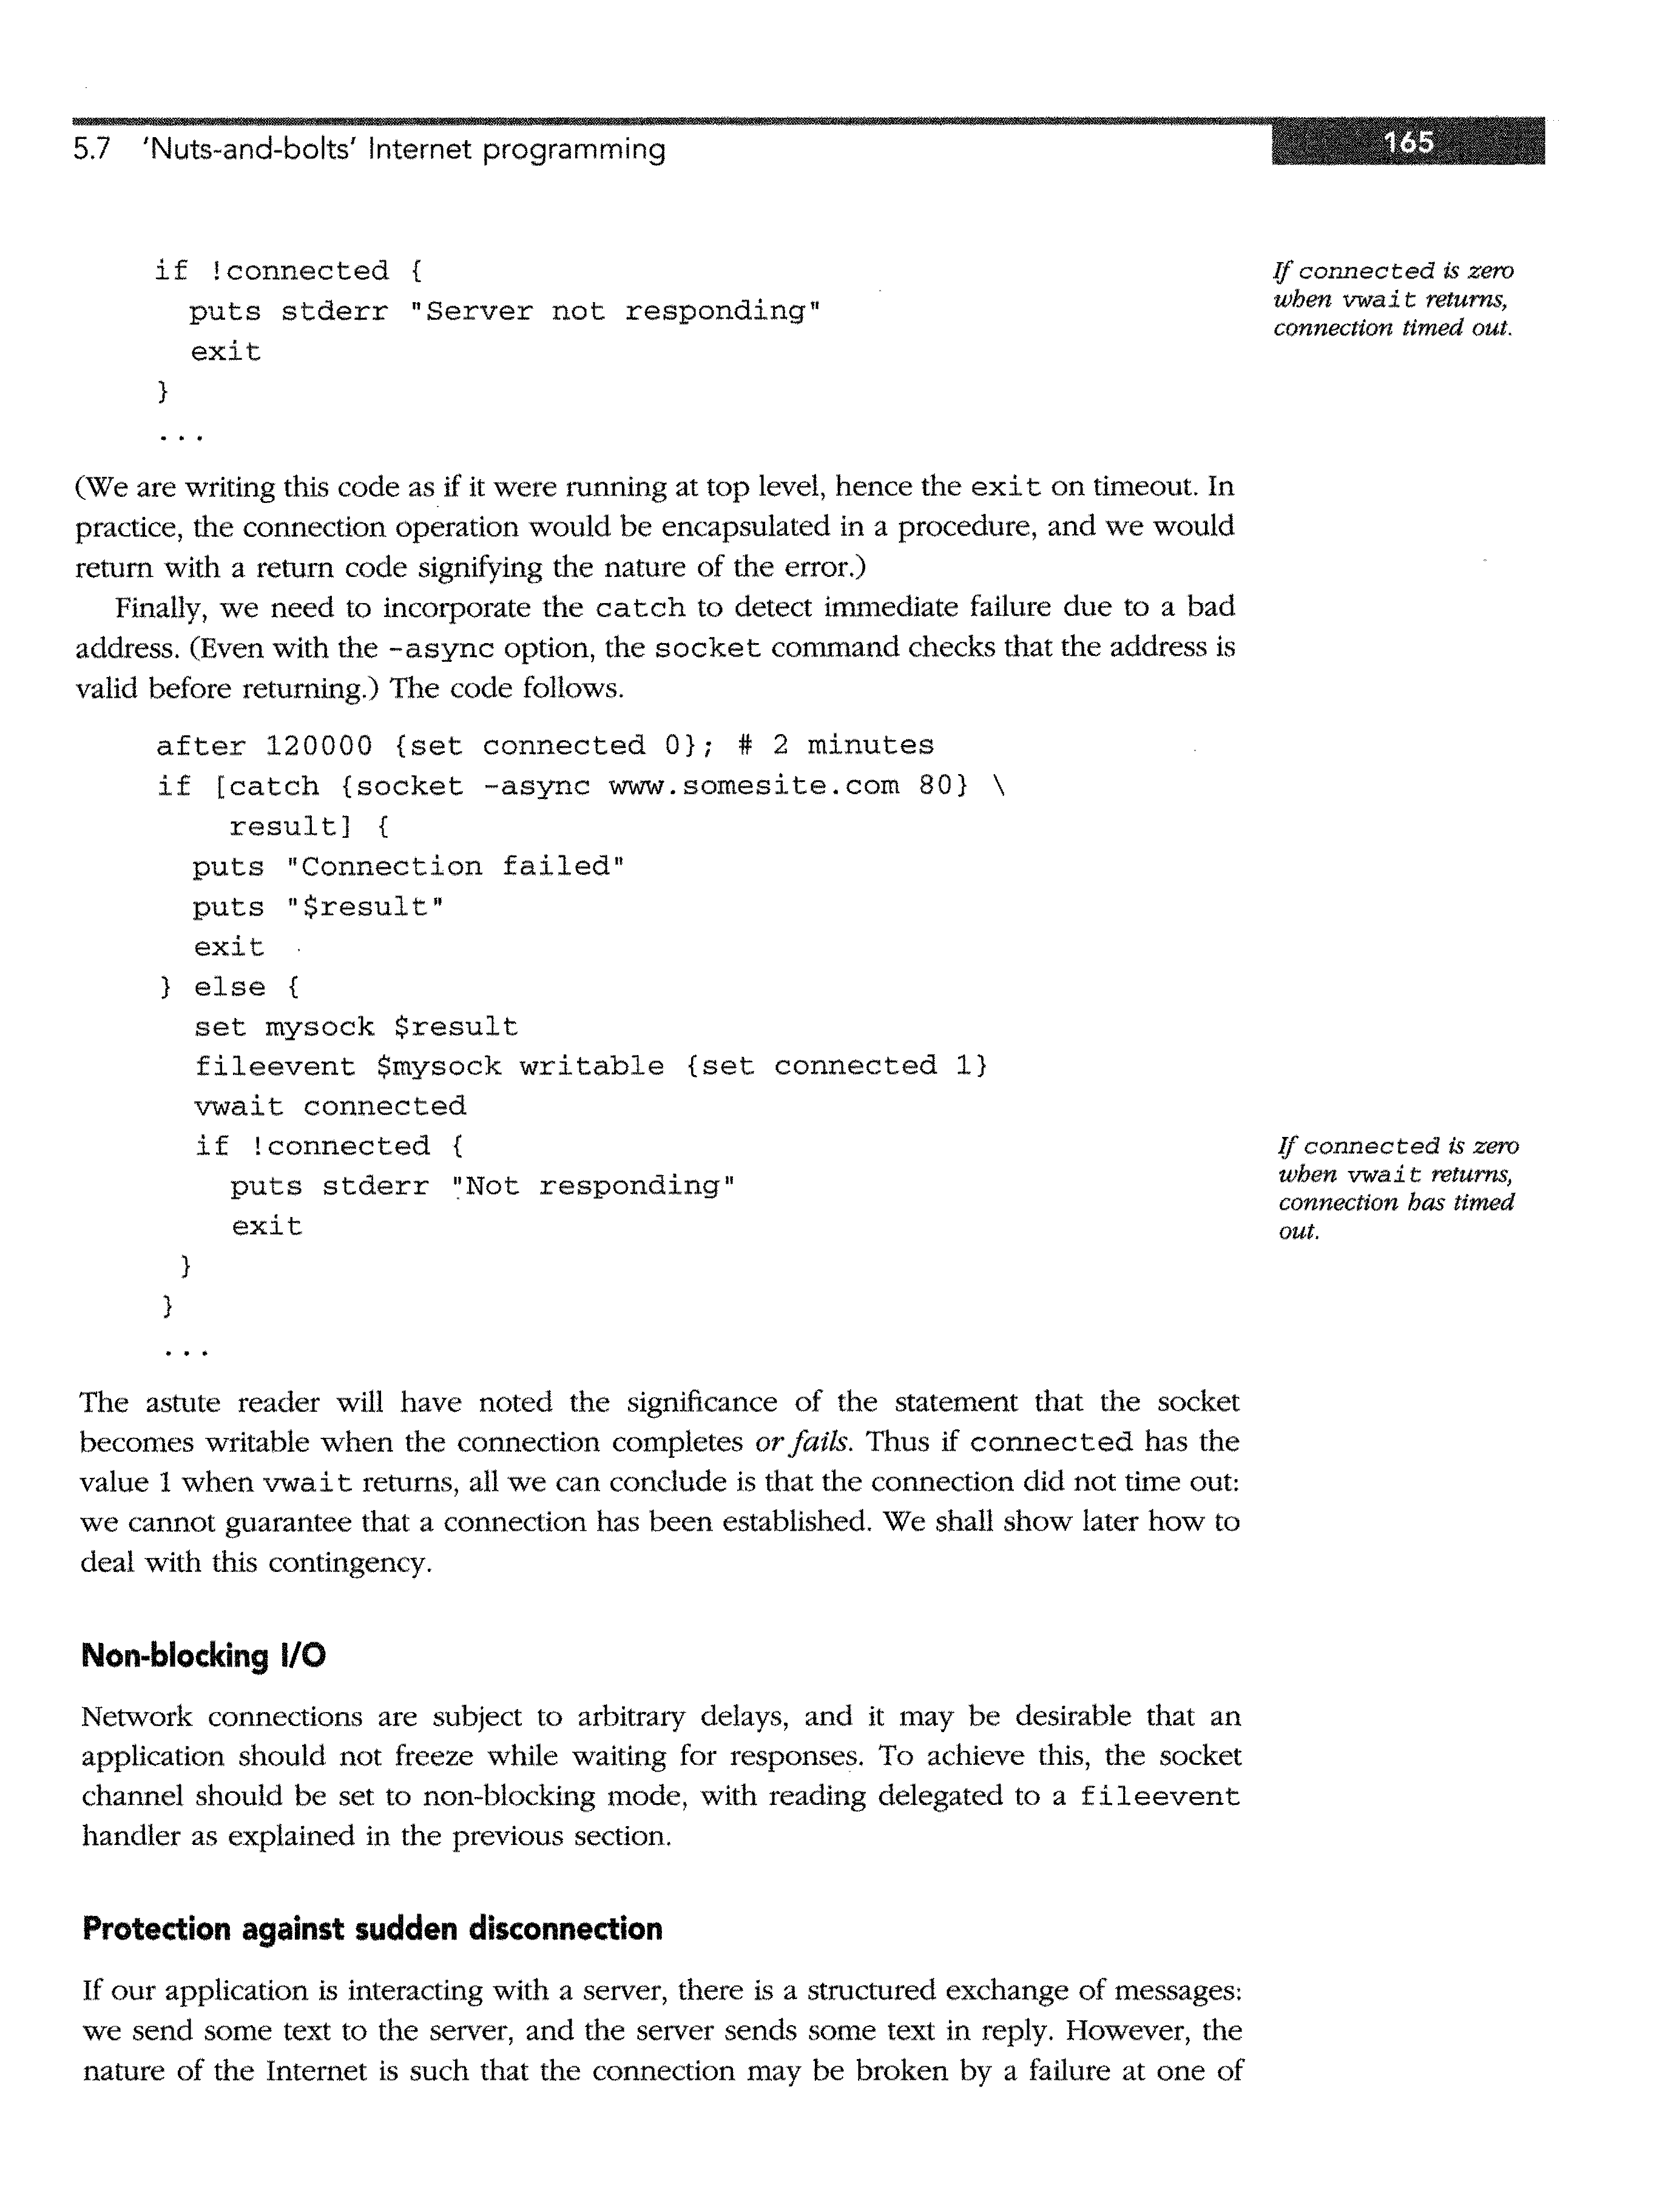 5.7 'Nuts-and-bolts' Internet programming
165
if !connected {
If connected is zero
puts stderr "Server not responding"
when vwait returns,
connection timed out.
exit
}
...
(We are writing this code as if it were running at top level, hence the exit on timeout. In
practice, the connection operation would be encapsulated in a procedure, and we would
return with a return code signifying the nature of the error.)
Finally, we need to incorporate the catch to detect immediate failure due to a bad
address. (Even with the -async option, the socket command checks that the address is
valid before returning.) The code follows.
after 120000 {set connected 0}; # 2 minutes
if [catch {socket -async www.somesite.com 80} \
result] {
puts "Connection failed"
puts "$result"
exit
} else {
set mysock $result
fileevent $mysock writable {set connected 1}
vwait connected
if !connected {
If connected is zero
when vwait returns,
puts stderr "Not responding"
connection has timed
exit
out.
}
}
...
The astute reader will have noted the significance of the statement that the socket
becomes writable when the connection completes or fails. Thus if connected has the
value 1 when vwait returns, all we can conclude is that the connection did not time out:
we cannot guarantee that a connection has been established. We shall show later how to
deal with this contingency.
Non-blocking I/O
Network connections are subject to arbitrary delays, and it may be desirable that an
application should not freeze while waiting for responses. To achieve this, the socket
channel should be set to non-blocking mode, with reading delegated to a fileevent
handler as explained in the previous section.
Protection against sudden disconnection
If our application is interacting with a server, there is a structured exchange of messages:
we send some text to the server, and the server sends some text in reply. However, the
nature of the Internet is such that the connection may be broken by a failure at one of